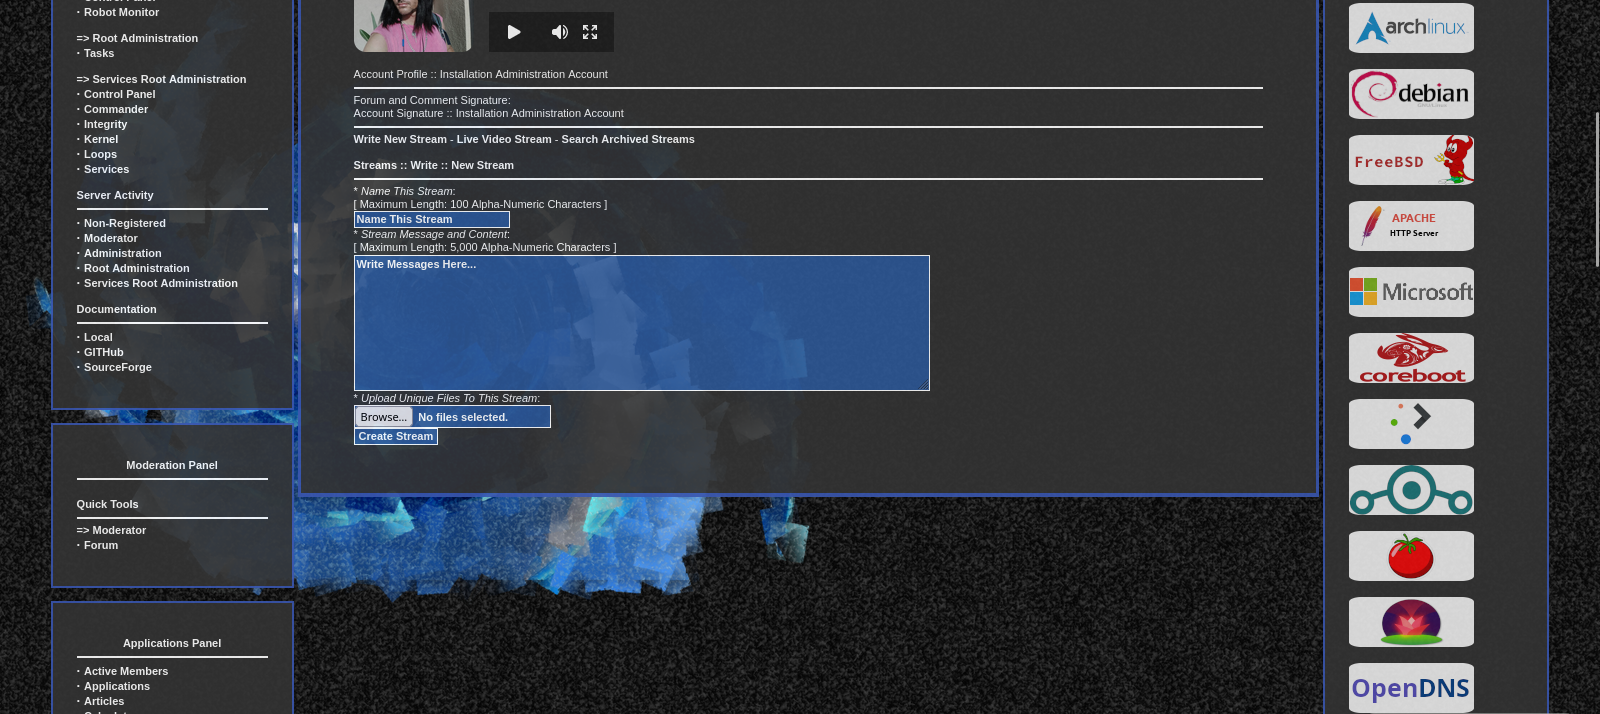 · Robot Monitor
=> Root Administration
· Tasks
=> Services Root Administration
· Control Panel
· Commander
· Integrity
· Kernel
· Loops
· Services
Server Activity
· Non-Registered
· Moderator
· Administration
· Root Administration
· Services Root Administration
Documentation
· Local
· GITHub
· SourceForge
Moderation Panel
Quick Tools
=> Moderator
· Forum
Applications Panel
· Active Members
· Applications
· Articles
Account Profile :: Installation Administration Account
Forum and Comment Signature:
Account Signature :: Installation Administration Account
Write New Stream - Live Video Stream - Search Archived Streams
Streams :: Write :: New Stream
* Name This Stream:
[ Maximum Length: 100 Alpha-Numeric Characters ]
Name This Stream
* Stream Message and Content:
[ Maximum Length: 5,000 Alpha-Numeric Characters ]
Write Messages Here...
* Upload Unique Files To This Stream:
Browse... No files selected.
Create Stream
archlinux
debian
FreeBSD
APACHE
HTTP Server
Microsoft
coreboot
OpenDNS